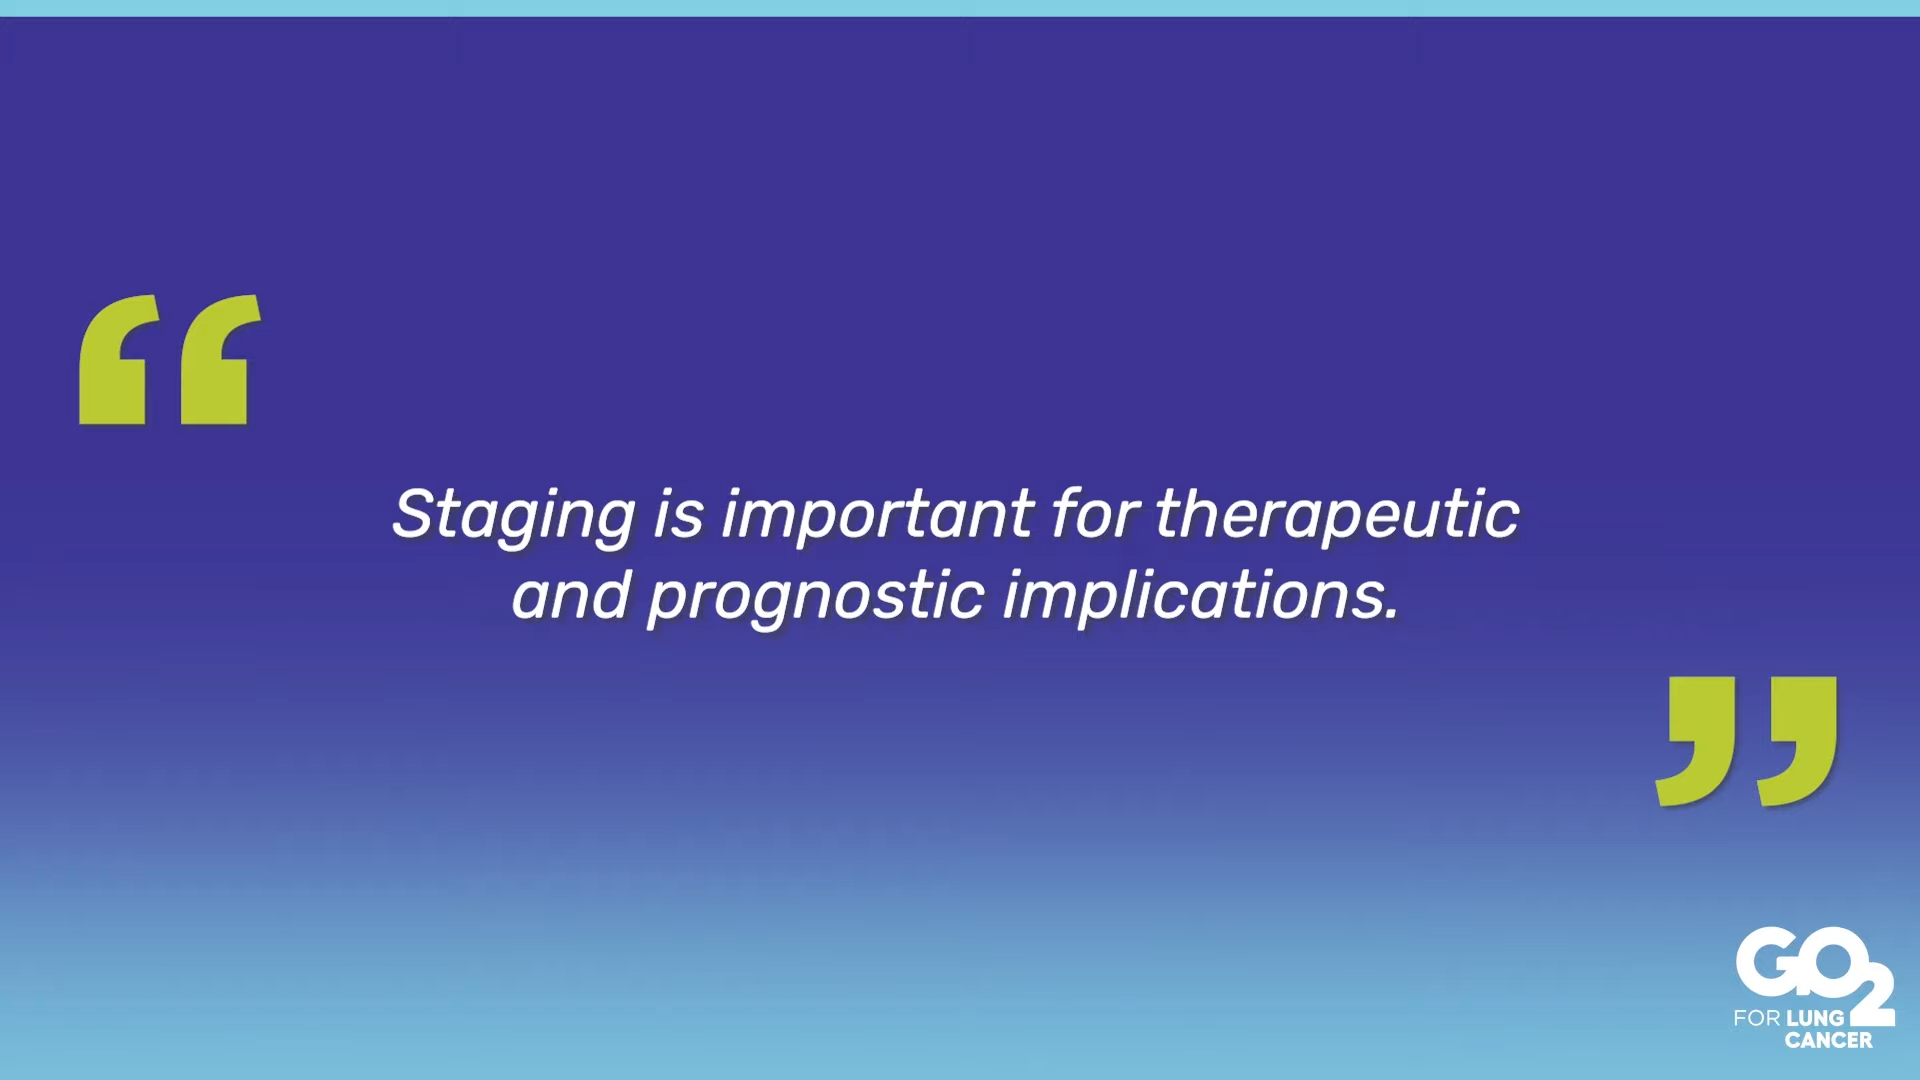 “
Staging is important for therapeutic
and prognostic implications.
”
GO2
FOR LUNG
CANCER